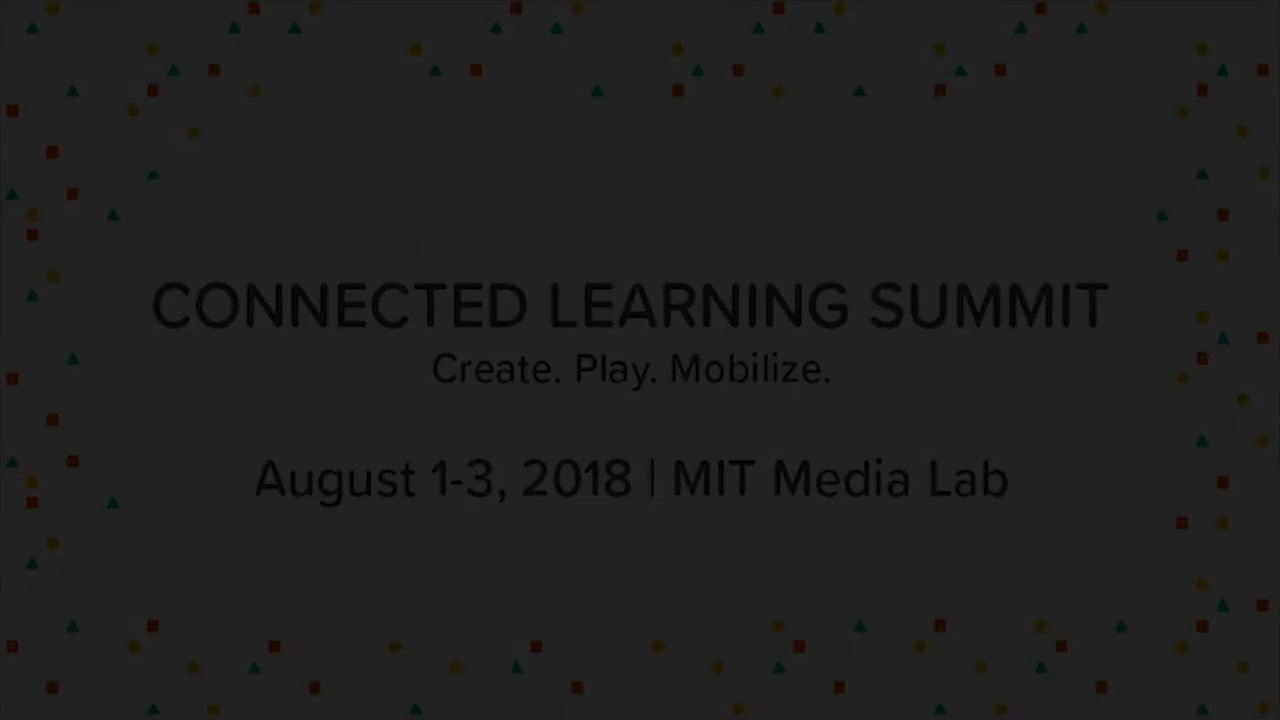 CONNECTED LEARNING SUMMIT
Create. Play. Mobilize.
August 1-3, 2018 | MIT Media Lab